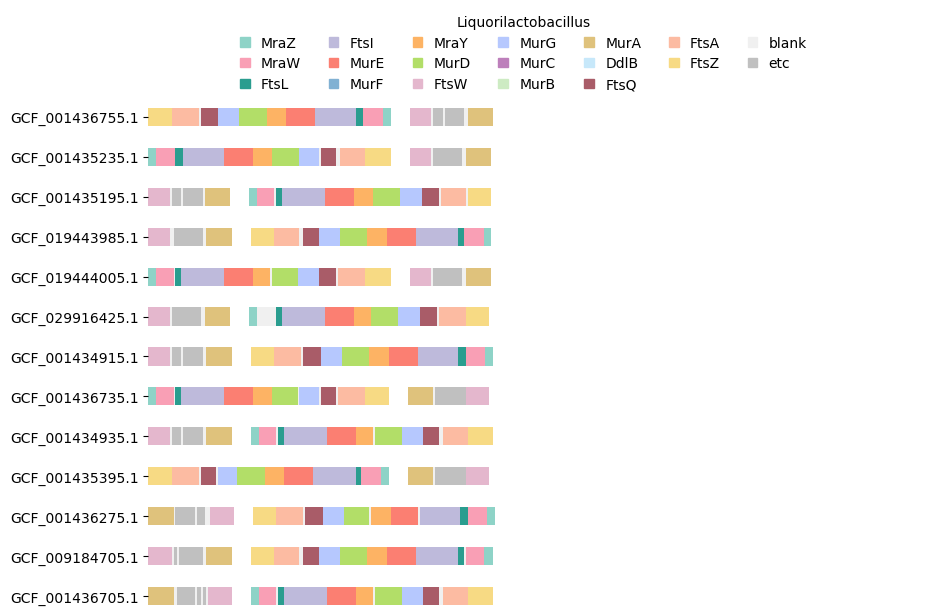 Liquorilactobacillus
MraZ FtsI MraY MurG MurA FtsA blank
MraW MurE MurD MurC DdlB FtsZ etc
FtsL MurF FtsW MurB FtsQ
GCF_001436755.1
GCF_001435235.1
GCF_001435195.1
GCF_019443985.1
GCF_019444005.1
GCF_029916425.1
GCF_001434915.1
GCF_001436735.1
GCF_001434935.1
GCF_001435395.1
GCF_001436275.1
GCF_009184705.1
GCF_001436705.1